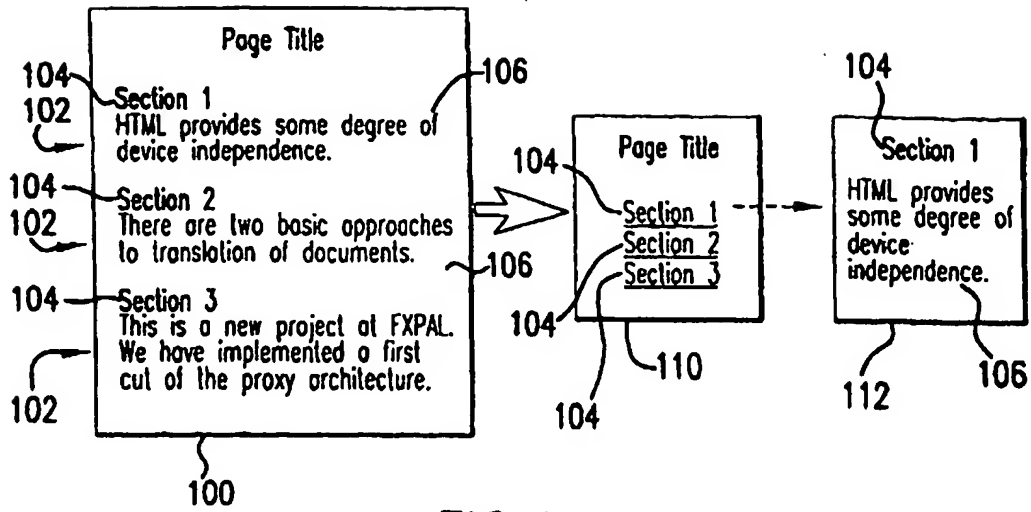 Page Title
104
Section 1
106
102
HTML provides some degree of
device independence.
104
Section 2
102
There are two basic approaches
to translation of documents.
106
104
Section 3
This is a new project at FXPAL.
We have implemented a first
cut of the proxy architecture.
102
100
Page Title
104
Section 1
Section 2
Section 3
104
104
110
104
Section 1
HTML provides
some degree of
device
independence.
106
112